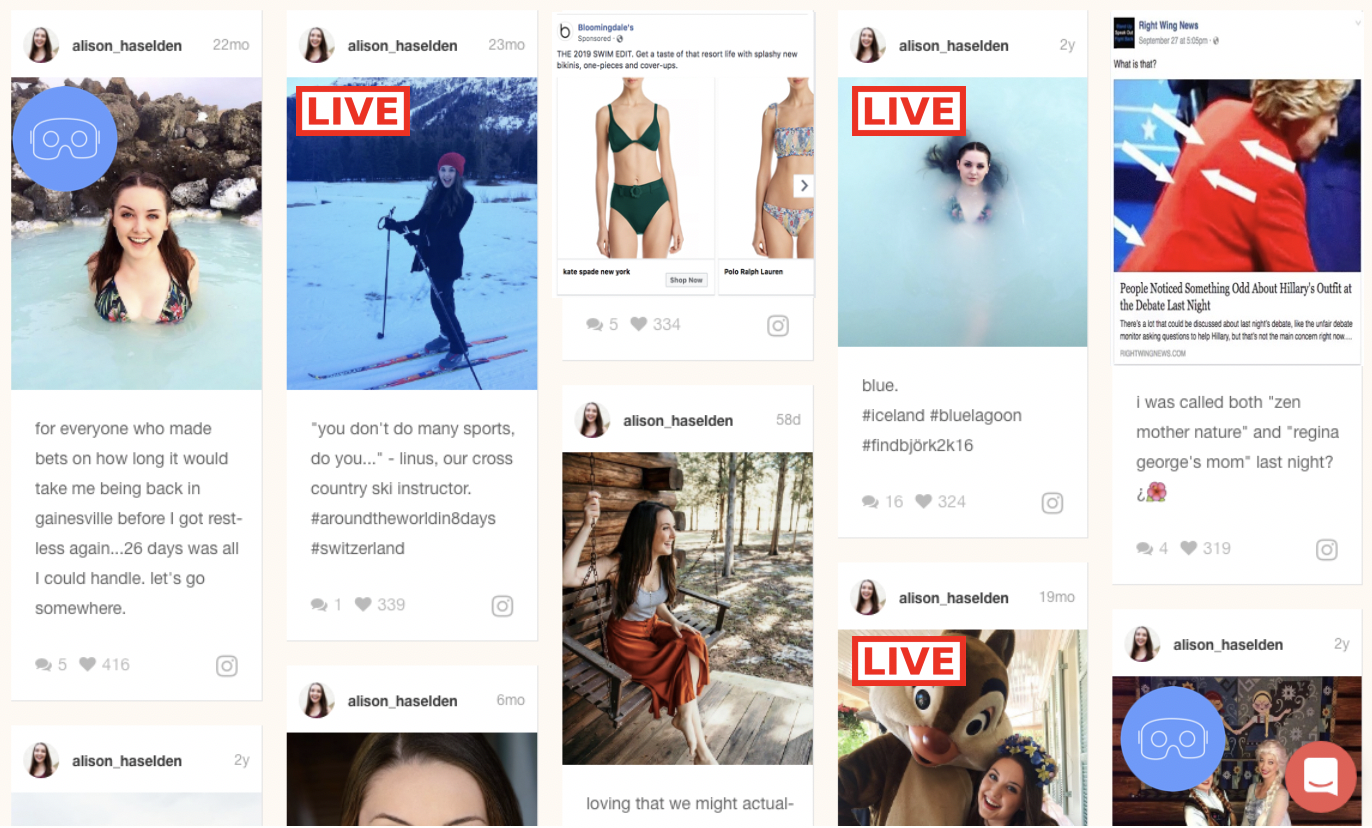 alison_haselden 22mo
for everyone who made
bets on how long it would
take me being back in
gainesville before I got rest-
less again...26 days was all
I could handle. let's go
somewhere.
5 416
alison_haselden 2y
alison_haselden 23mo
LIVE
"you don't do many sports,
do you..." - linus, our cross
country ski instructor.
#aroundtheworldin8days
#switzerland
1 339
alison_haselden 6mo
b
Bloomingdale's
Sponsored ·
THE 2019 SWIM EDIT. Get a taste of that resort life with splashy new
bikinis, one-pieces and cover-ups.
kate spade new york
Shop Now
Polo Ralph Lauren
5 334
alison_haselden 58d
loving that we might actual-
alison_haselden 2y
LIVE
blue.
#iceland #bluelagoon
#findbjörk2k16
16 324
alison_haselden 19mo
LIVE
Right Wing News
September 27 at 5:05pm ·
What is that?
People Noticed Something Odd About Hillary's Outfit at
the Debate Last Night
There's a lot that could be discussed about last night's debate, like the unfair debate
monitor asking questions to help Hillary, but that's not the main concern right now....
RIGHTWINGNEWS.COM
i was called both "zen
mother nature" and "regina
george's mom" last night?
¿🌺
4 319
alison_haselden 2y